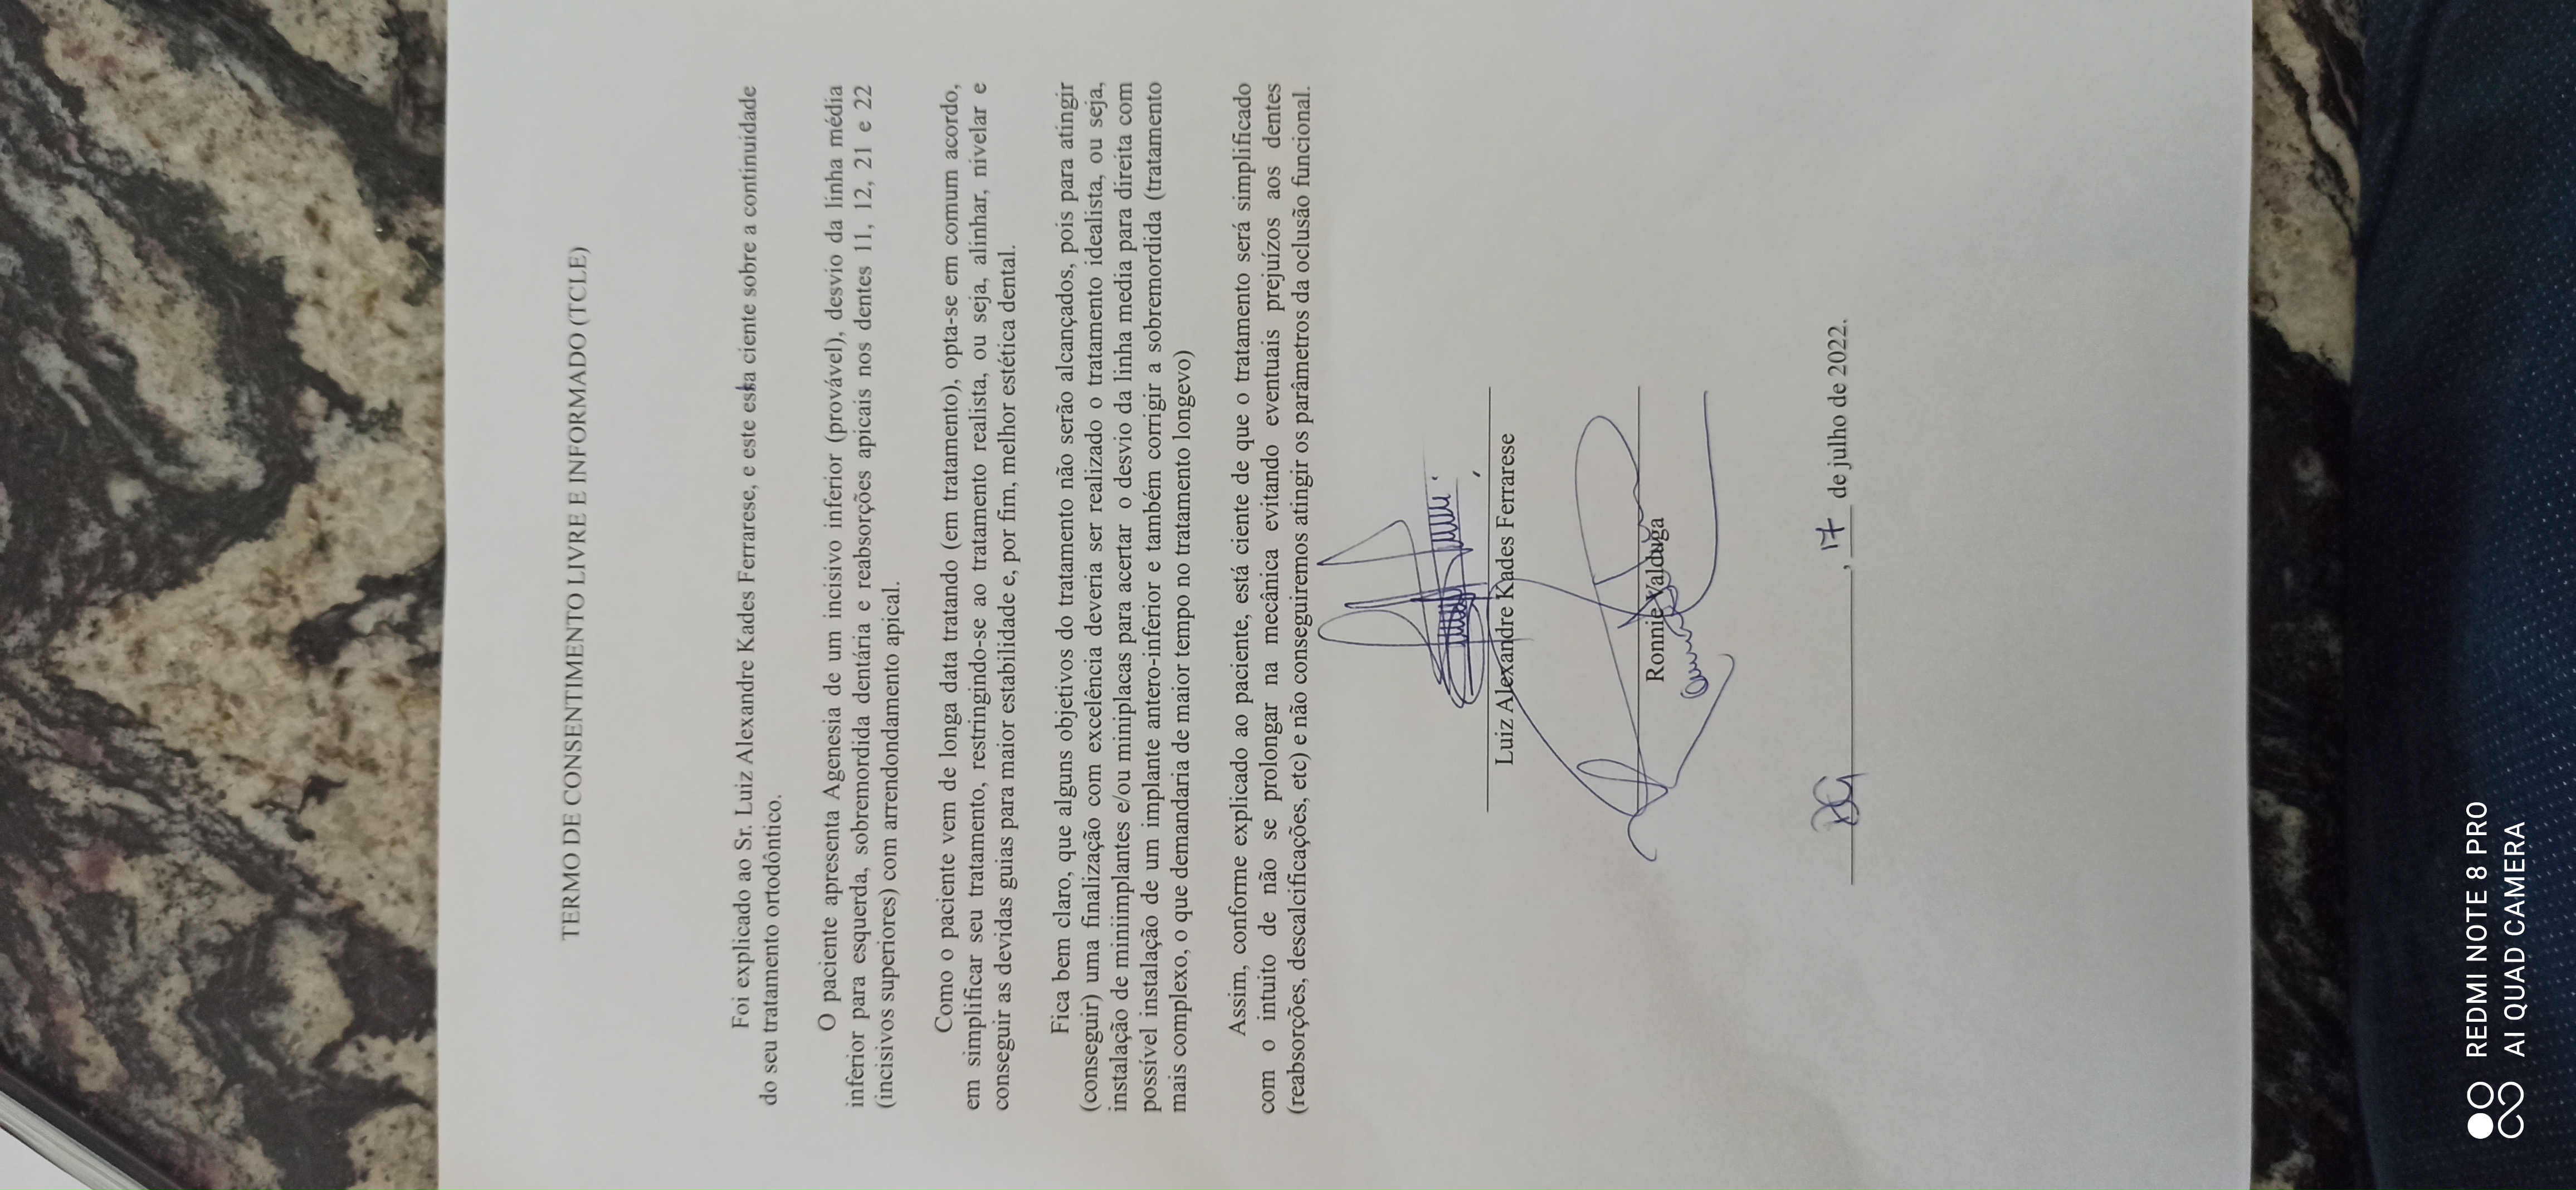 TERMO DE CONSENTIMENTO LIVRE E INFORMADO (TCLE)
Foi explicado ao Sr. Luiz Alexandre Kades Ferrarese, e este esta ciente sobre a continuidade
do seu tratamento ortodôntico.
O paciente apresenta Agenesia de um incisivo inferior (provável), desvio da linha média
inferior para esquerda, sobremordida dentária e reabsorções apicais nos dentes 11, 12, 21 e 22
(incisivos superiores) com arrendondamento apical.
Como o paciente vem de longa data tratando (em tratamento), opta-se em comum acordo,
em simplificar seu tratamento, restringindo-se ao tratamento realista, ou seja, alinhar, nivelar e
conseguir as devidas guias para maior estabilidade e, por fim, melhor estética dental.
Fica bem claro, que alguns objetivos do tratamento não serão alcançados, pois para atingir
(conseguir) uma finalização com excelência deveria ser realizado o tratamento idealista, ou seja,
instalação de miniimplantes e/ou miniplacas para acertar o desvio da linha media para direita com
possível instalação de um implante antero-inferior e também corrigir a sobremordida (tratamento
mais complexo, o que demandaria de maior tempo no tratamento longevo)
Assim, conforme explicado ao paciente, está ciente de que o tratamento será simplificado
com o intuito de não se prolongar na mecânica evitando eventuais prejuízos aos dentes
(reabsorções, descalcificações, etc) e não conseguiremos atingir os parâmetros da oclusão funcional.
Luiz Alexandre Kades Ferrarese
Ronnie Valduga
BG, 17 de julho de 2022.
REDMI NOTE 8 PRO
AI QUAD CAMERA